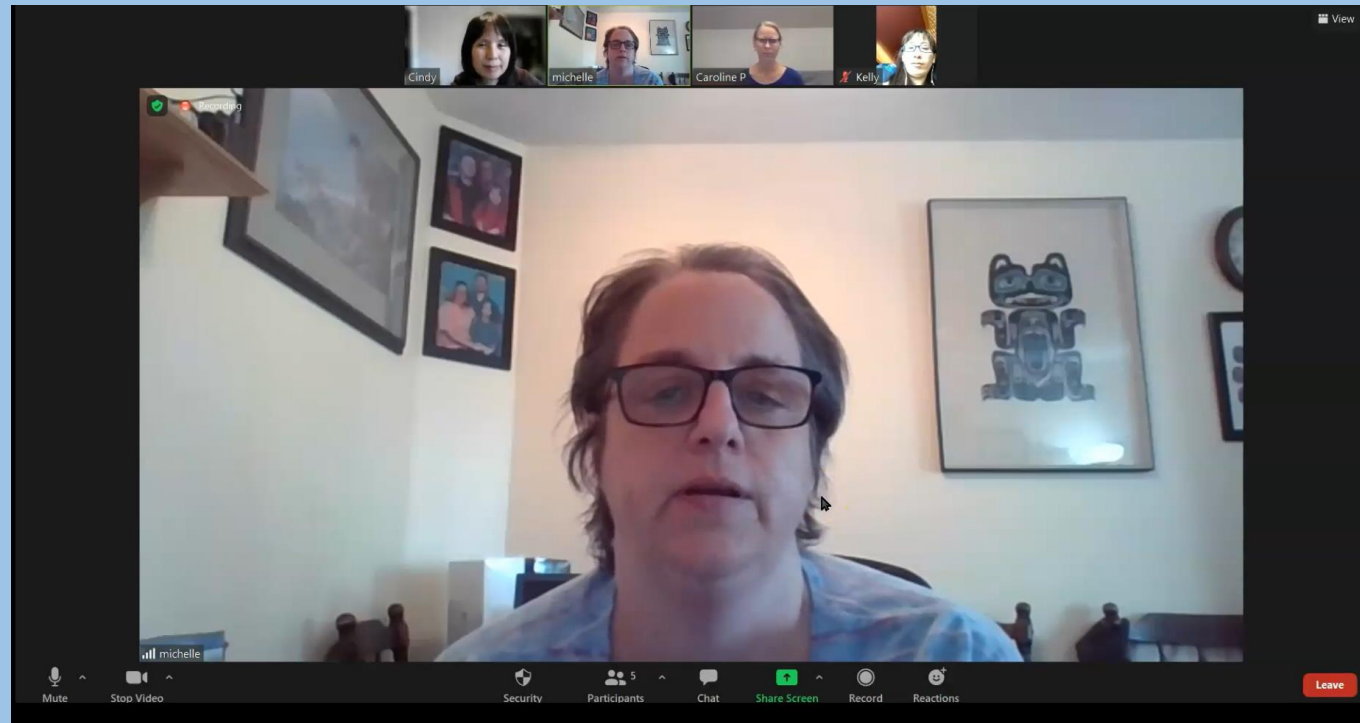 View
Cindy
michelle
Caroline P
Kelly
Recording
michelle
Mute
Stop Video
Security
5
Participants
Chat
Share Screen
Record
Reactions
Leave